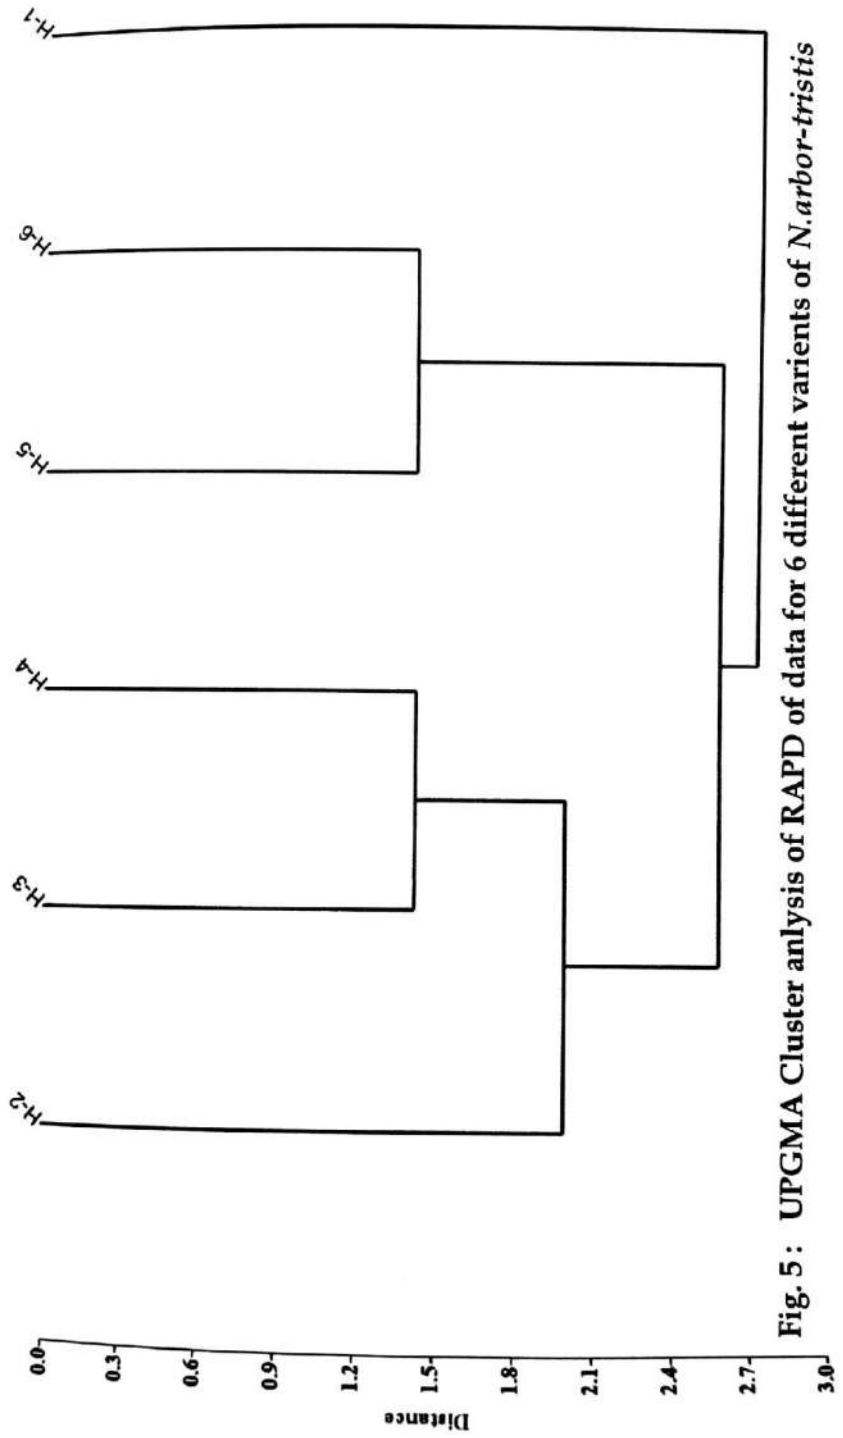 H-1
H-6
H-5
H-4
H-3
H-2
0.0
0.3
0.6
0.9
1.2
1.5
1.8
2.1
2.4
2.7
3.0
Distance
Fig. 5 : UPGMA Cluster anlysis of RAPD of data for 6 different varients of N.arbor-tristis